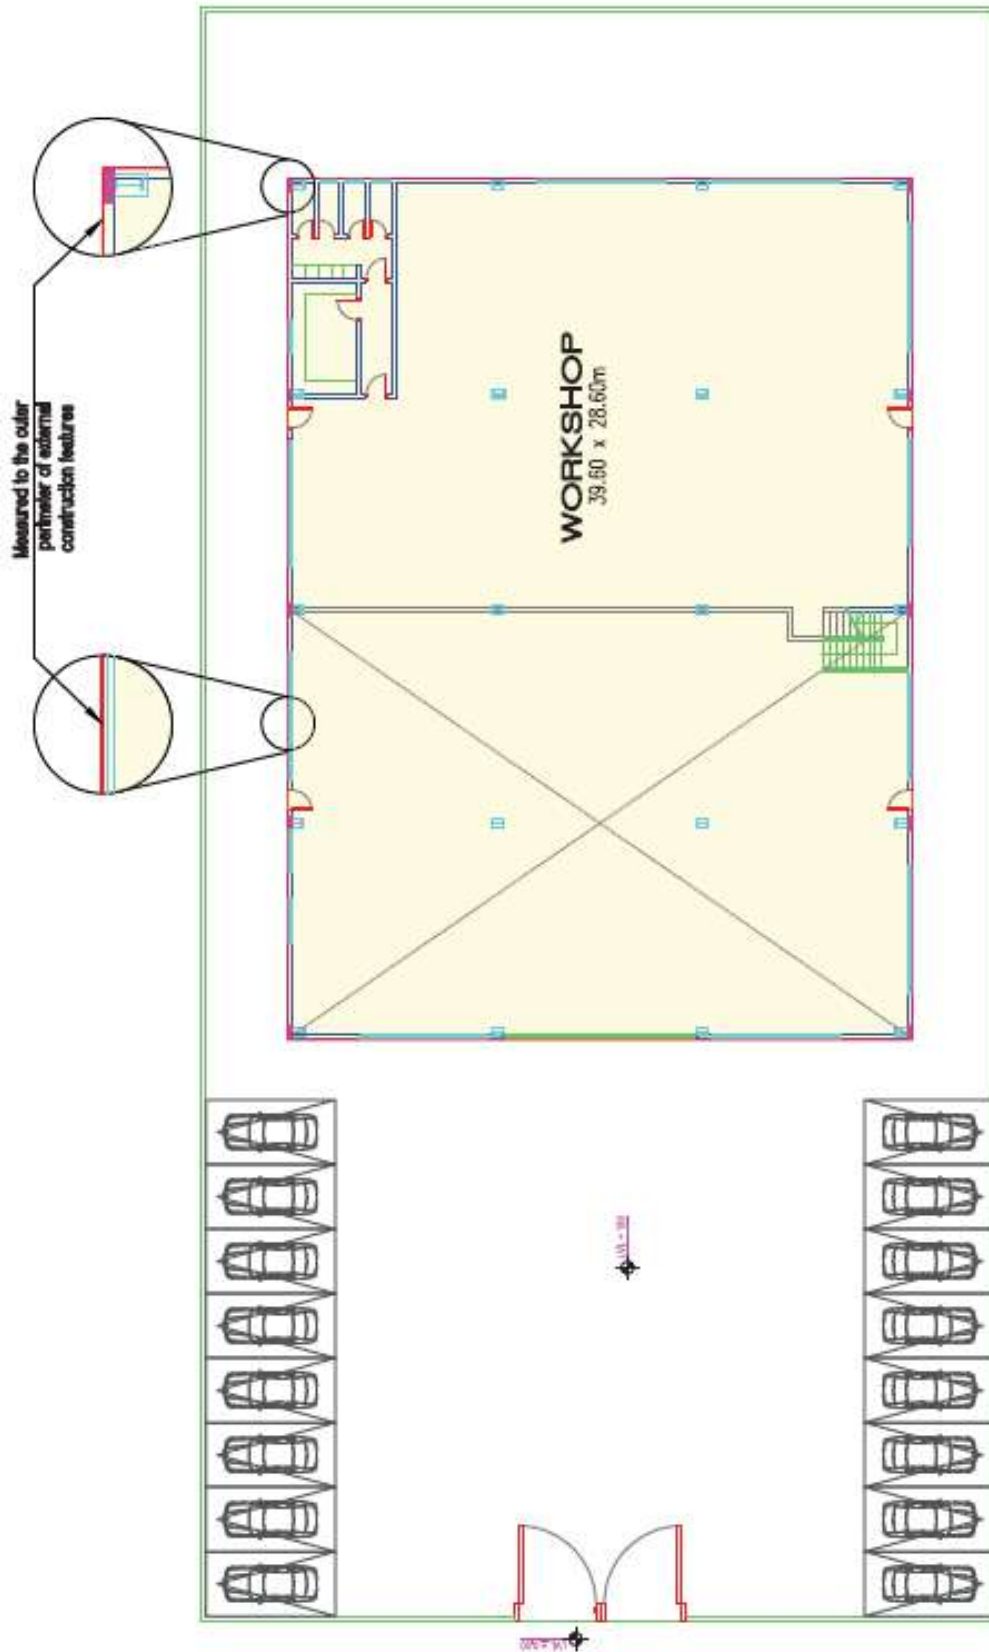 Measured to the outer
perimeter of external
construction features
WORKSHOP
39.60 x 28.60m